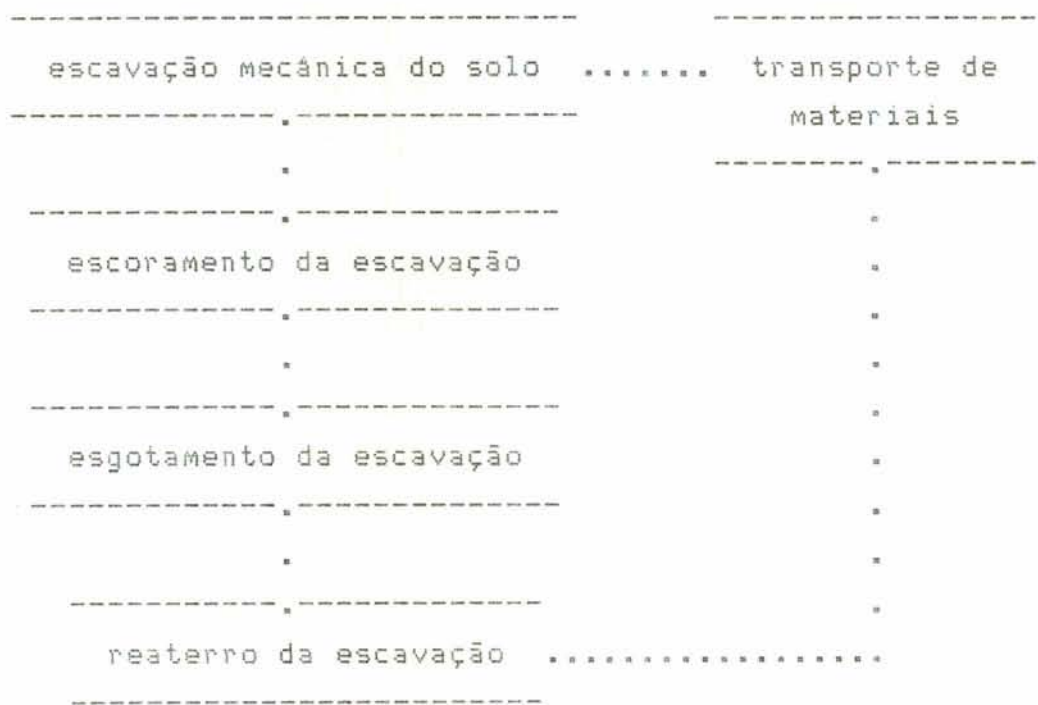 escavação mecânica do solo ....... transporte de
materiais
escoramento da escavação
esgotamento da escavação
reaterro da escavação ..................